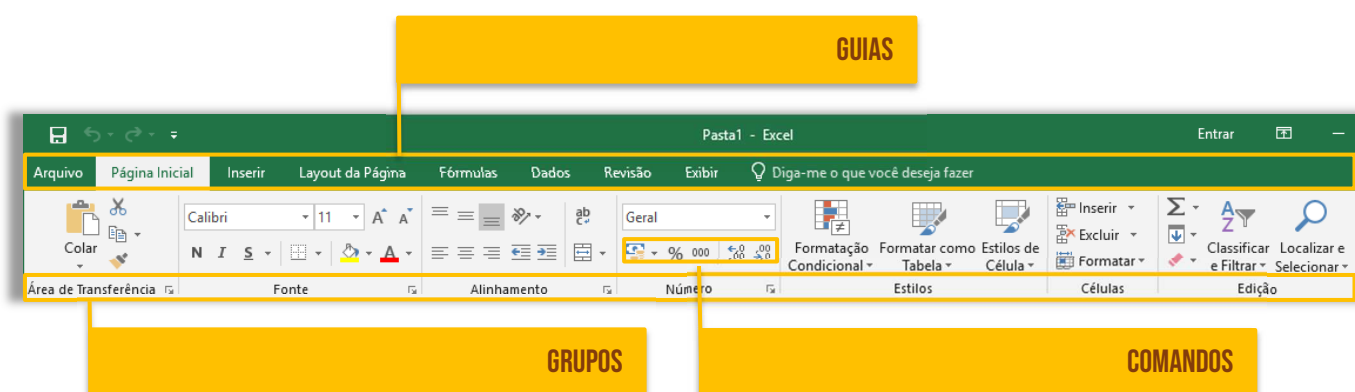 GUIAS
Pasta1 - Excel
Entrar
Arquivo Página Inicial Inserir Layout da Página Fórmulas Dados Revisão Exibir Diga-me o que você deseja fazer
Colar
Calibri 11 A A
N I S A
ab
Geral
% 000
Formatação Condicional
Formatar como Tabela
Estilos de Célula
Inserir
Excluir
Formatar
Σ
Classificar e Filtrar
Localizar e Selecionar
Área de Transferência Fonte Alinhamento Número Estilos Células Edição
GRUPOS
COMANDOS